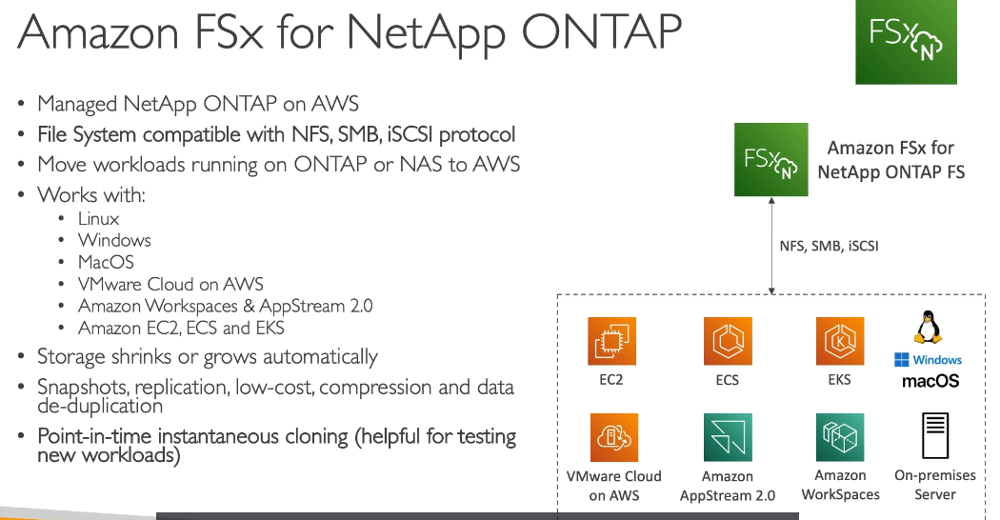 Amazon FSx for NetApp ONTAP
FSx
N
• Managed NetApp ONTAP on AWS
• File System compatible with NFS, SMB, iSCSI protocol
• Move workloads running on ONTAP or NAS to AWS
• Works with:
• Linux
• Windows
• MacOS
• VMware Cloud on AWS
• Amazon Workspaces & AppStream 2.0
• Amazon EC2, ECS and EKS
• Storage shrinks or grows automatically
• Snapshots, replication, low-cost, compression and data
de-duplication
• Point-in-time instantaneous cloning (helpful for testing
new workloads)
FSx
N
Amazon FSx for
NetApp ONTAP FS
NFS, SMB, iSCSI
EC2
ECS
K
EKS
Windows
macOS
VMware Cloud
on AWS
Amazon
AppStream 2.0
Amazon
WorkSpaces
On-premises
Server